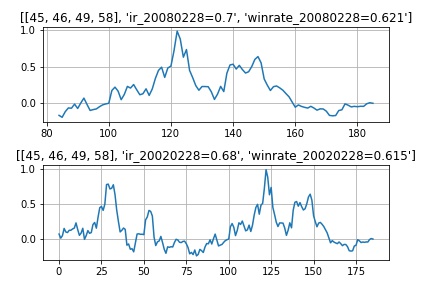 [[45, 46, 49, 58], 'ir_20080228=0.7', 'winrate_20080228=0.621']
1.0
0.5
0.0
80 100 120 140 160 180
[[45, 46, 49, 58], 'ir_20020228=0.68', 'winrate_20020228=0.615']
1.0
0.5
0.0
0 25 50 75 100 125 150 175